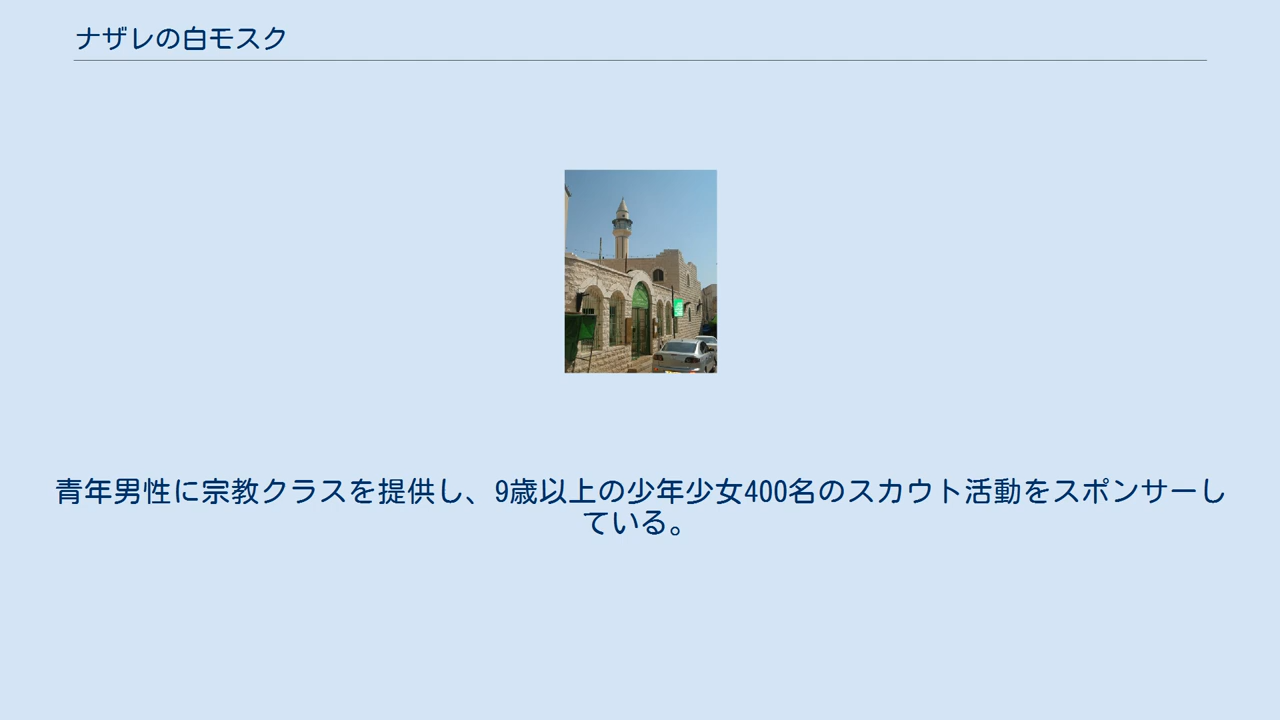 ナザレの白モスク
青年男性に宗教クラスを提供し、9歳以上の少年少女400名のスカウト活動をスポンサーし
ている。